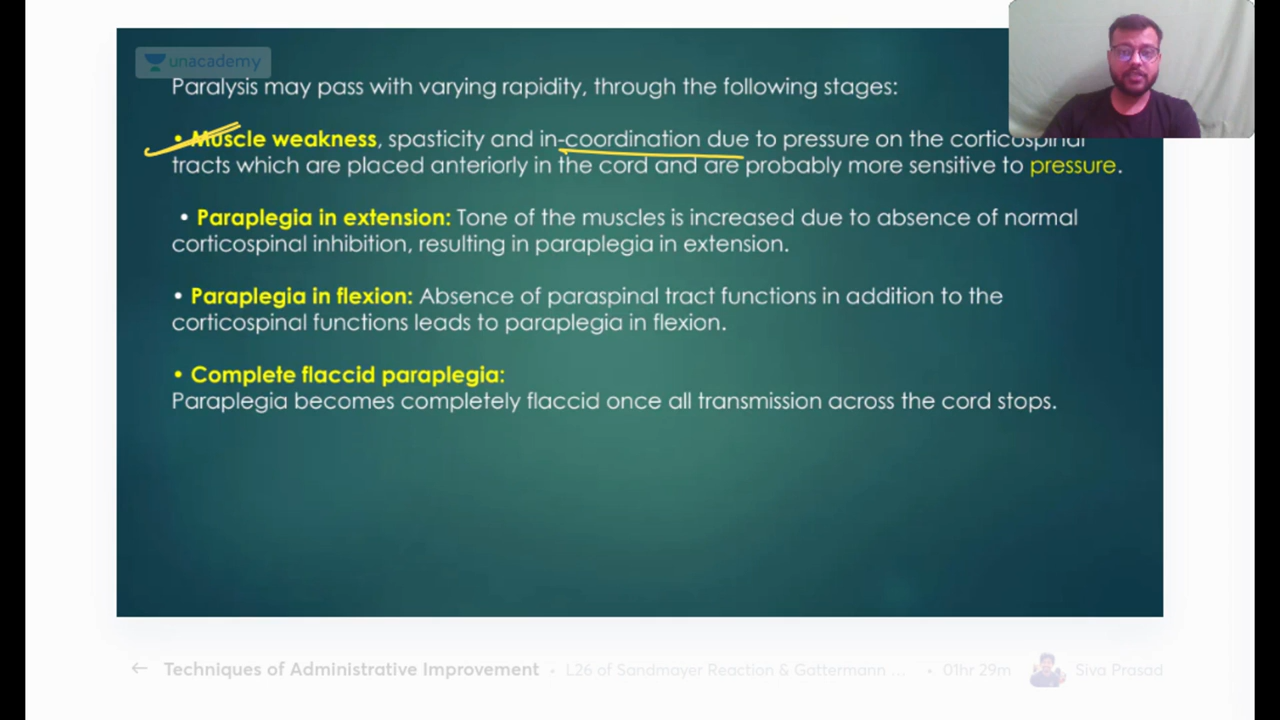 unacademy
Paralysis may pass with varying rapidity, through the following stages:
• Muscle weakness, spasticity and in-coordination due to pressure on the corticospinal
tracts which are placed anteriorly in the cord and are probably more sensitive to pressure.
• Paraplegia in extension: Tone of the muscles is increased due to absence of normal
corticospinal inhibition, resulting in paraplegia in extension.
• Paraplegia in flexion: Absence of paraspinal tract functions in addition to the
corticospinal functions leads to paraplegia in flexion.
• Complete flaccid paraplegia:
Paraplegia becomes completely flaccid once all transmission across the cord stops.
← Techniques of Administrative Improvement • L26 of Sandmayer Reaction & Gattermann ... • 01hr 29m Siva Prasad